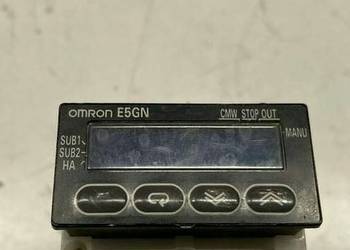 omron E5GN
CMW STOP OUT
SUB1
MANU
SUB2
HA